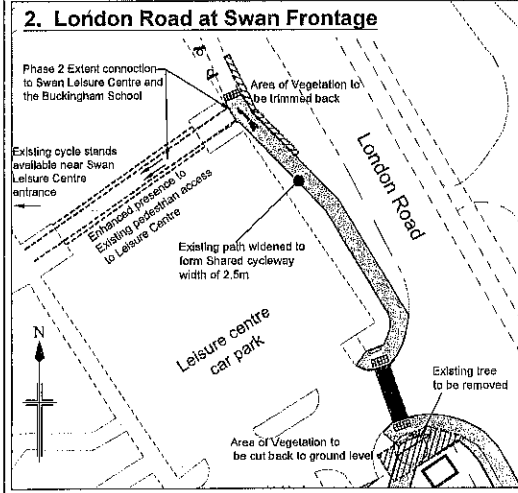 2. London Road at Swan Frontage
Phase 2 Extent connection
to Swan Leisure Centre and
the Buckingham School
Area of Vegetation to
be trimmed back
Existing cycle stands
available near Swan
Leisure Centre
entrance
Enhanced presence to
Existing pedestrian access
to Leisure Centre
London Road
Existing path widened to
form Shared cycleway
width of 2.5m
Leisure centre
car park
N
Existing tree
to be removed
Area of Vegetation to
be cut back to ground level